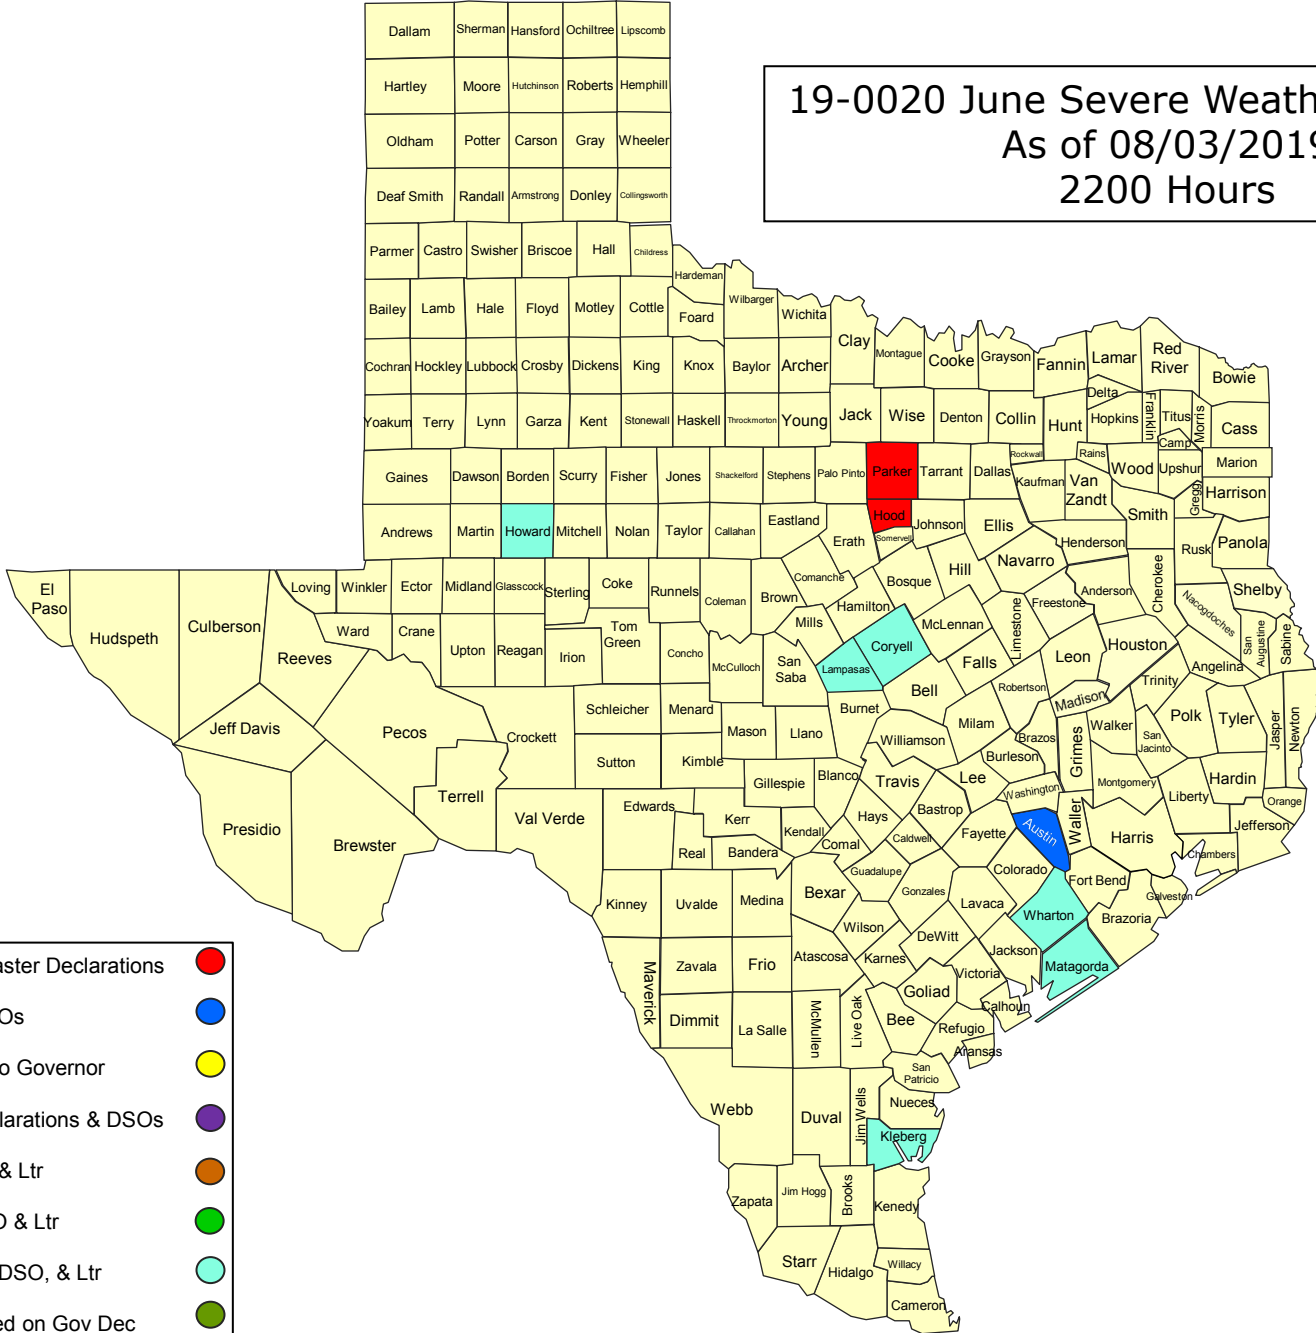 Dallam Sherman Hansford Ochiltree Lipscomb
Hartley Moore Hutchinson Roberts Hemphill
19-0020 June Severe Weath
As of 08/03/2019
2200 Hours
Oldham Potter Carson Gray Wheeler
Deaf Smith Randall Armstrong Donley Collingsworth
Parmer Castro Swisher Briscoe Hall Childress
Hardeman
Bailey Lamb Hale Floyd Motley Cottle Foard Wilbarger Wichita
Clay Montague Cooke Grayson Fannin Lamar Red River Bowie
Cochran Hockley Lubbock Crosby Dickens King Knox Baylor Archer
Delta
Yoakum Terry Lynn Garza Kent Stonewall Haskell Throckmorton Young Jack Wise Denton Collin Hunt Hopkins Franklin Titus Morris Cass
Camp
Gaines Dawson Borden Scurry Fisher Jones Shackelford Stephens Palo Pinto Parker Tarrant Dallas Rockwall Rains Wood Upshur Marion
Kaufman Van Zandt Gregg Harrison
Andrews Martin Howard Mitchell Nolan Taylor Callahan Eastland Hood Johnson Ellis Smith
Erath Somervell Henderson Rusk Panola
Navarro
El Paso Hudspeth Culberson Loving Winkler Ector Midland Glasscock Sterling Coke Runnels Coleman Brown Comanche Bosque Hill Freestone Anderson Cherokee Nacogdoches Shelby
Hamilton Limestone
Reeves Ward Crane Upton Reagan Irion Tom Green Concho McCulloch San Saba Mills Lampasas Coryell McLennan Falls Leon Houston Angelina San Augustine Sabine
Bell Robertson Madison Trinity
Jeff Davis Pecos Crockett Schleicher Menard Mason Llano Burnet Williamson Milam Brazos Grimes Walker San Jacinto Polk Tyler Jasper Newton
Sutton Kimble Gillespie Blanco Travis Lee Burleson Washington Montgomery Liberty Hardin Orange
Presidio Brewster Terrell Val Verde Edwards Kerr Kendall Hays Bastrop Fayette Austin Waller Harris Jefferson
Real Bandera Comal Caldwell Chambers
Kinney Uvalde Medina Bexar Guadalupe Gonzales Lavaca Colorado Fort Bend Galveston
Wilson DeWitt Wharton Brazoria
Maverick Zavala Frio Atascosa Karnes Jackson Matagorda
Victoria
Dimmit La Salle McMullen Live Oak Bee Goliad Calhoun
Refugio
Aransas
San Patricio
Webb Duval Jim Wells Nueces
Kleberg
Zapata Jim Hogg Brooks Kenedy
Starr Hidalgo Willacy
Cameron
aster Declarations
Os
o Governor
larations & DSOs
& Ltr
O & Ltr
DSO, & Ltr
ed on Gov Dec